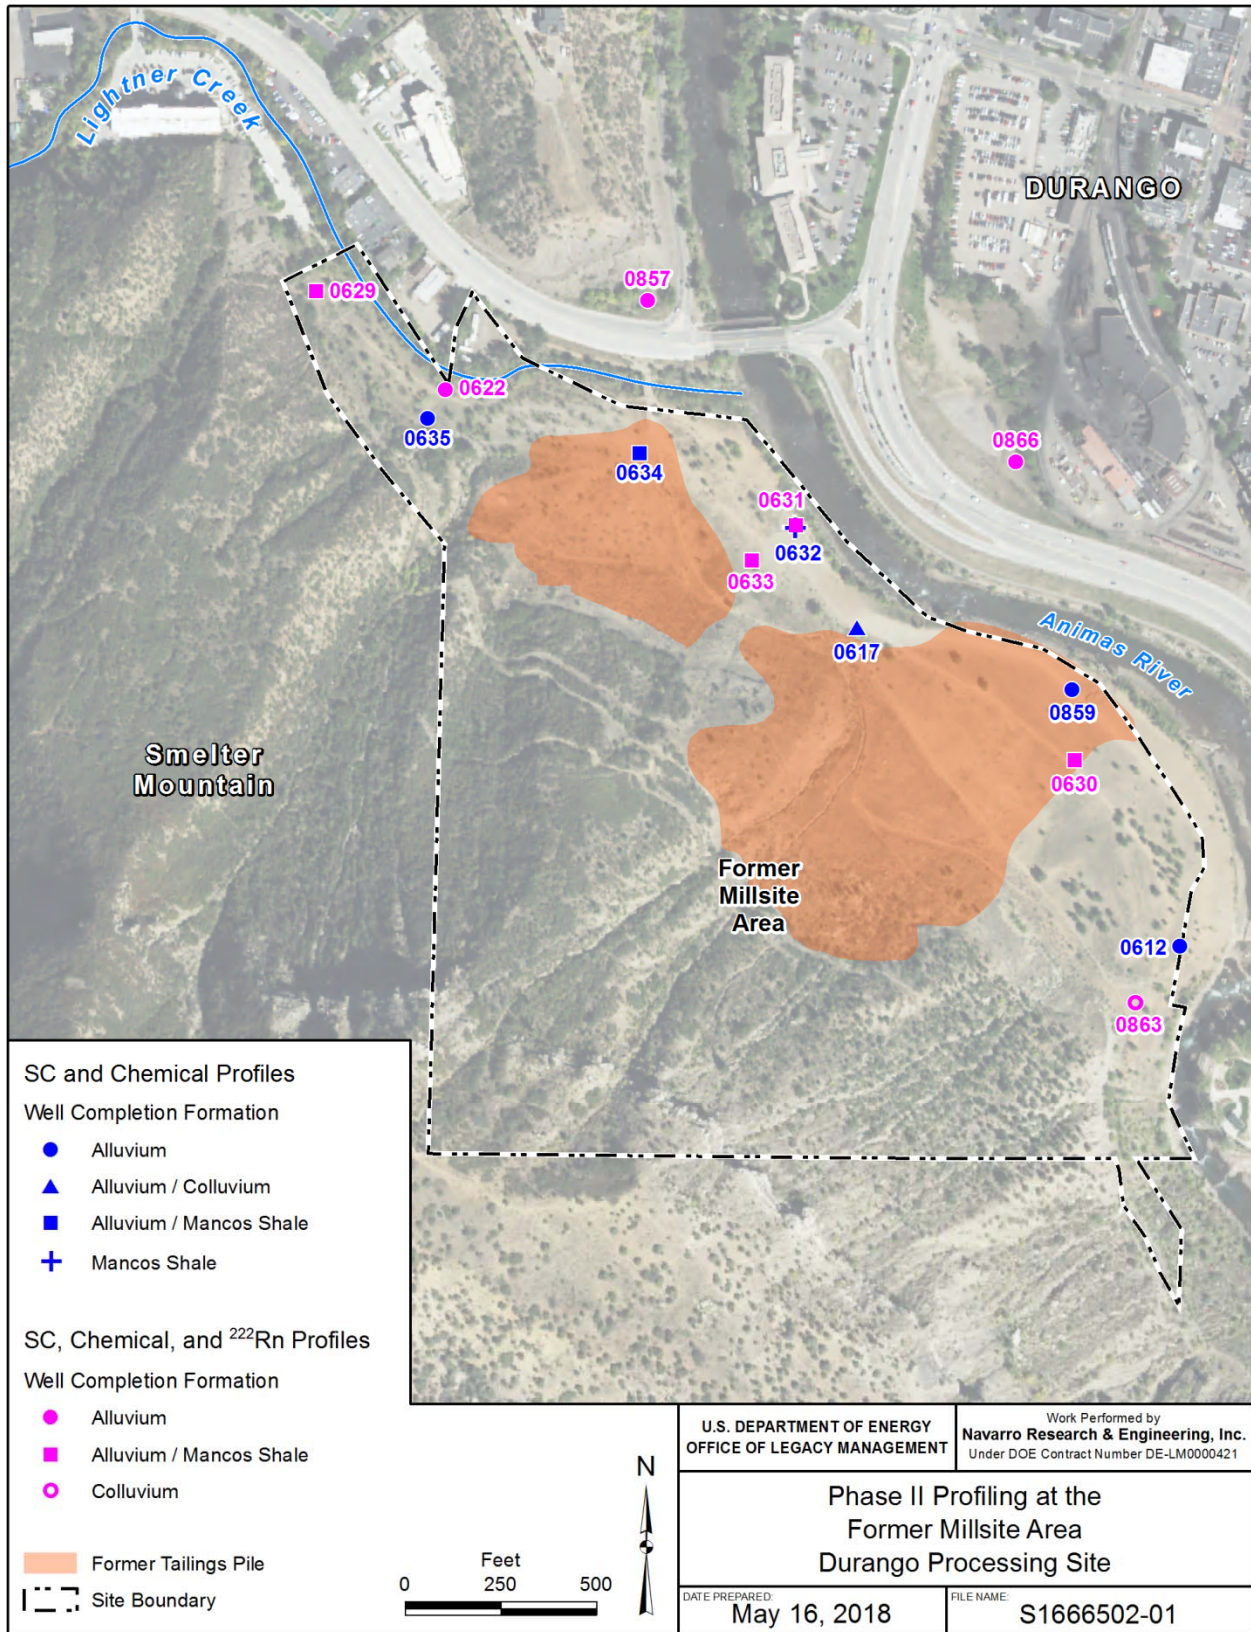 Lightner Creek
DURANGO
0857
0629
0622
0635
0866
0634
0631
0632
0633
0617
Animas River
0859
0630
Smelter
Mountain
Former
Millsite
Area
0612
0863
SC and Chemical Profiles
Well Completion Formation
Alluvium
Alluvium / Colluvium
Alluvium / Mancos Shale
Mancos Shale
SC, Chemical, and ²²²Rn Profiles
Well Completion Formation
Alluvium
Alluvium / Mancos Shale
Colluvium
Former Tailings Pile
Site Boundary
Feet
0 250 500
N
U.S. DEPARTMENT OF ENERGY
OFFICE OF LEGACY MANAGEMENT
Work Performed by
Navarro Research & Engineering, Inc.
Under DOE Contract Number DE-LM0000421
Phase II Profiling at the
Former Millsite Area
Durango Processing Site
DATE PREPARED:
May 16, 2018
FILE NAME:
S1666502-01